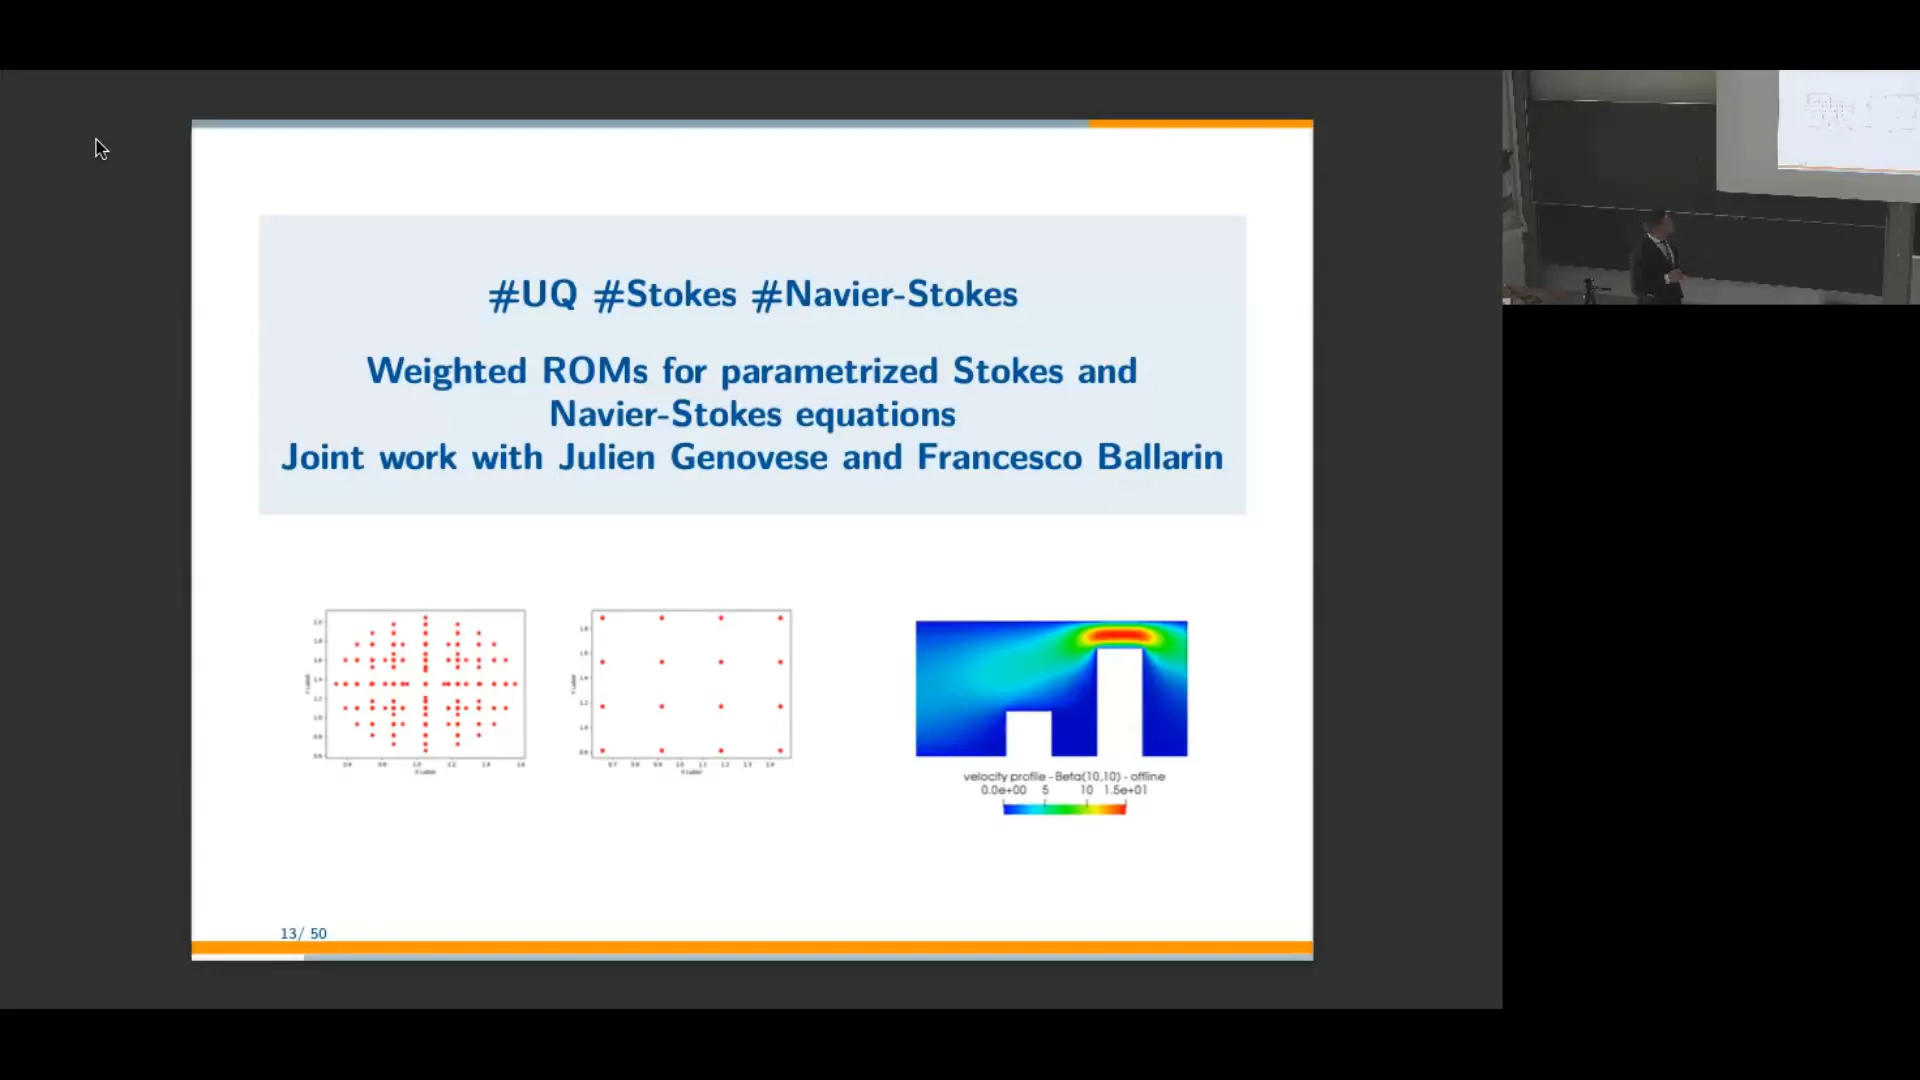 #UQ #Stokes #Navier-Stokes
Weighted ROMs for parametrized Stokes and
Navier-Stokes equations
Joint work with Julien Genovese and Francesco Ballarin
velocity profile - Beta(10,10) - offline
0.0e+00 5 10 1.5e+01
13/ 50